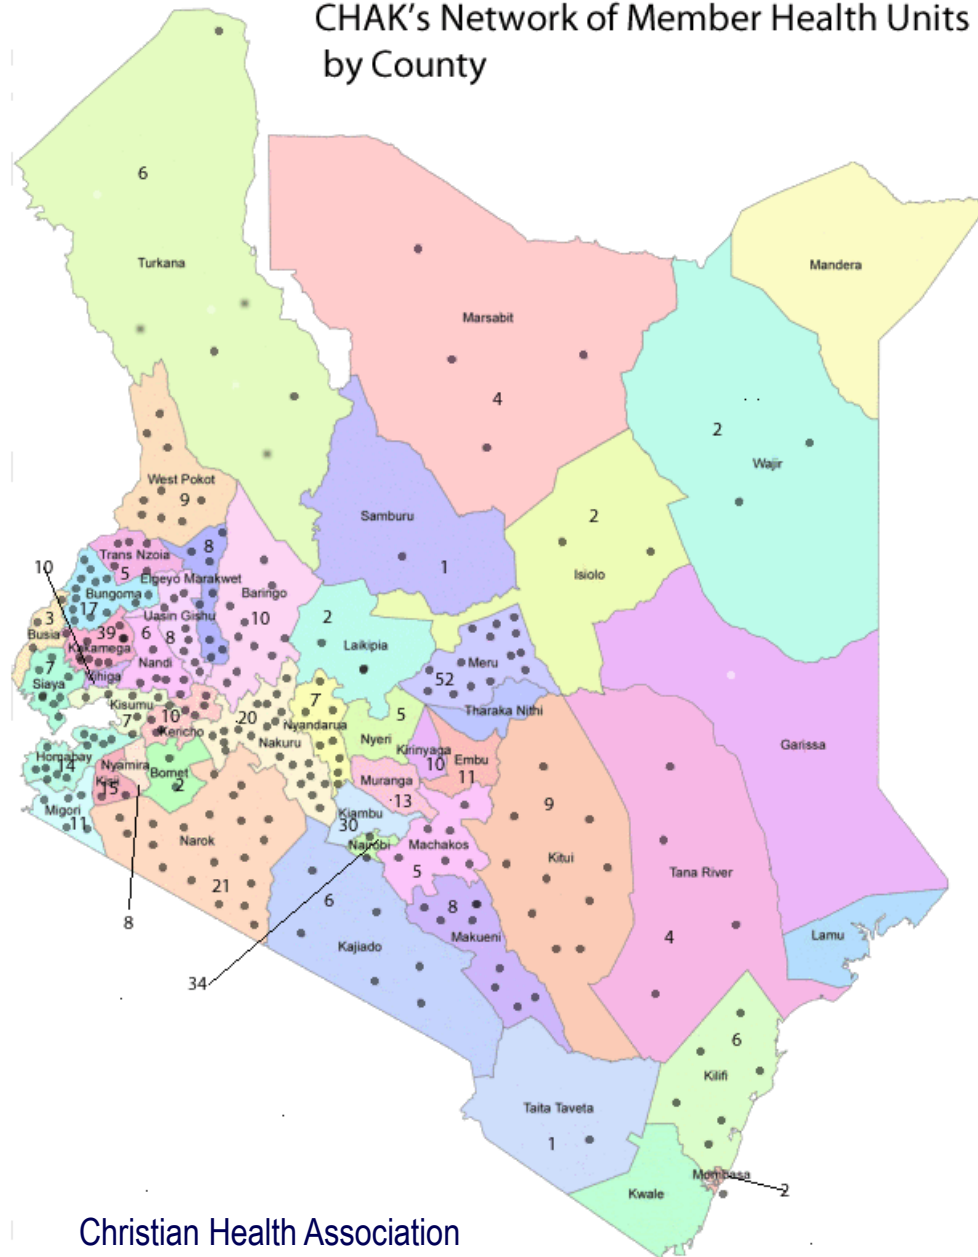 CHAK's Network of Member Health Units
by County
6
Turkana
Mandera
Marsabit
4
2
Wajir
West Pokot
9
Samburu
1
2
Isiolo
Trans Nzoia
5
8
Elgeyo Marakwet
10
Bungoma
17
Baringo
10
3
Busia
39
Kakamega
Uasin Gishu
6
8
Nandi
Vihiga
2
Laikipia
Meru
52
Tharaka Nithi
7
Siaya
Kisumu
7
10
Kericho
20
Nakuru
7
Nyandarua
5
Nyeri
Kirinyaga
10
Embu
11
Garissa
Homabay
14
Nyamira
Kisii
15
Bomet
2
Muranga
13
Migori
11
Kiambu
30
Nairobi
Machakos
5
9
Kitui
Narok
21
Tana River
4
8
6
Kajiado
8
Makueni
Lamu
34
6
Kilifi
Taita Taveta
1
Mombasa
2
Kwale
Christian Health Association